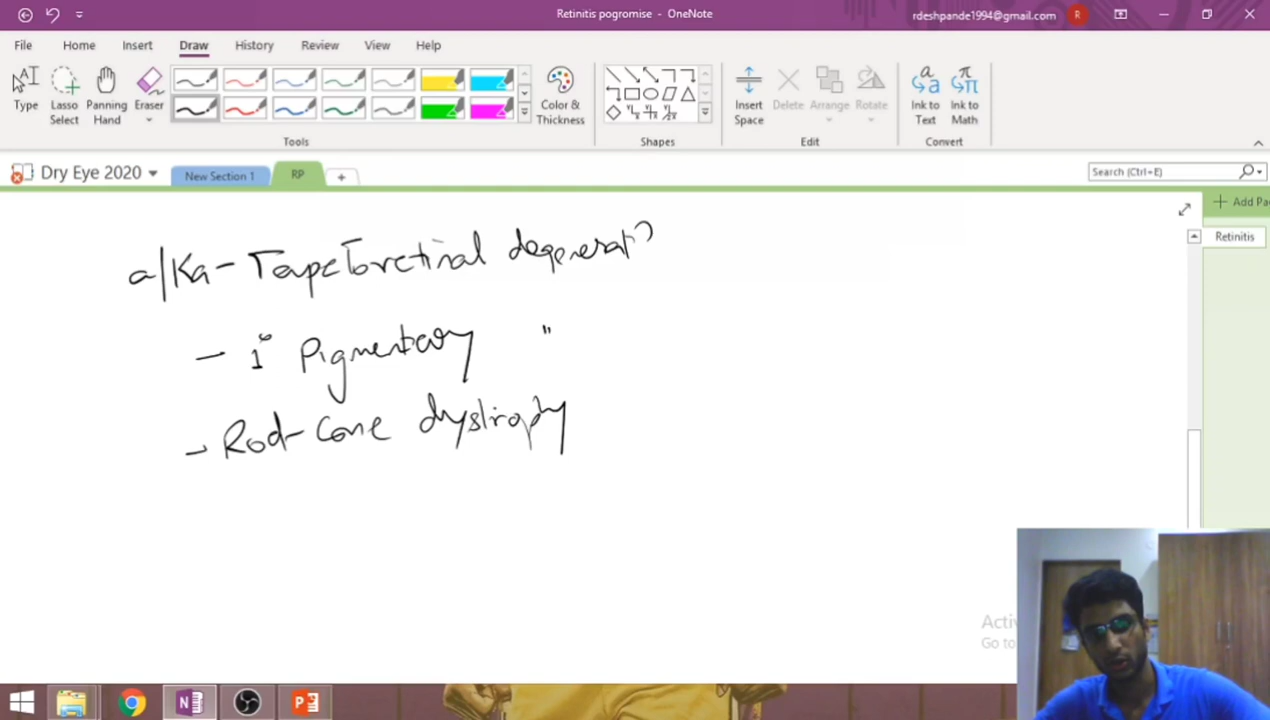 Retinitis pogromise - OneNote
rdeshpande1994@gmail.com
R
File Home Insert Draw History Review View Help
Type
Lasso Select
Panning Hand
Eraser
Color & Thickness
Insert Space
Delete
Arrange
Rotate
Ink to Text
Ink to Math
Tools
Shapes
Edit
Convert
Dry Eye 2020
New Section 1
RP
Search (Ctrl+E)
Add Pa
Retinitis
a/Ka - Tapetoretinal degenerat?
- 1° Pigmentary "
- Rod-Cone dystrophy
Activ
Go to